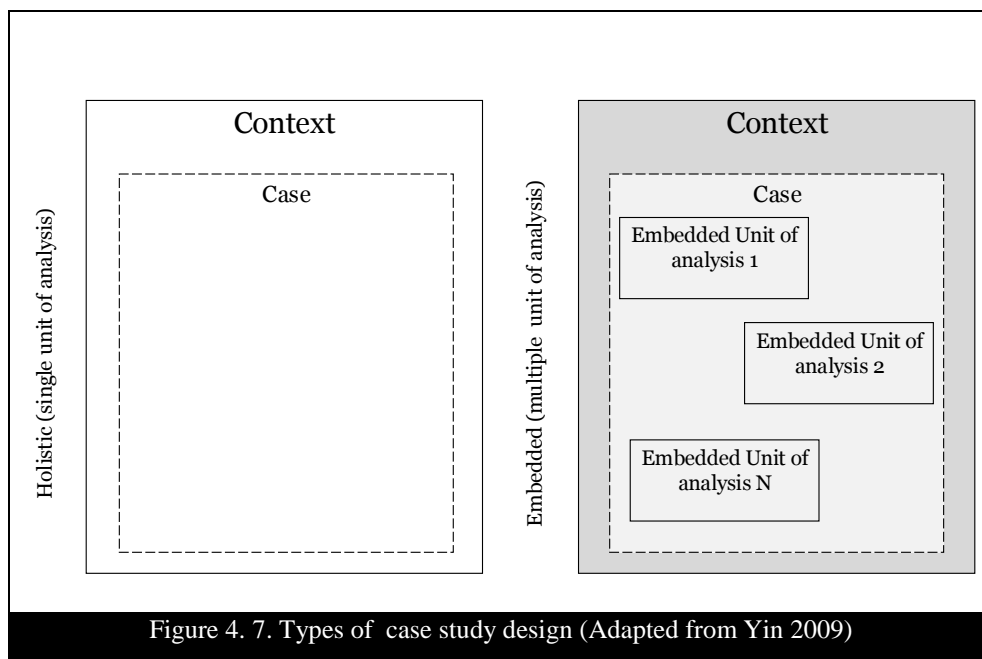 Holistic (single unit of analysis)
Context
Case
Embedded (multiple unit of analysis)
Context
Case
Embedded Unit of
analysis 1
Embedded Unit of
analysis 2
Embedded Unit of
analysis N
Figure 4. 7. Types of case study design (Adapted from Yin 2009)